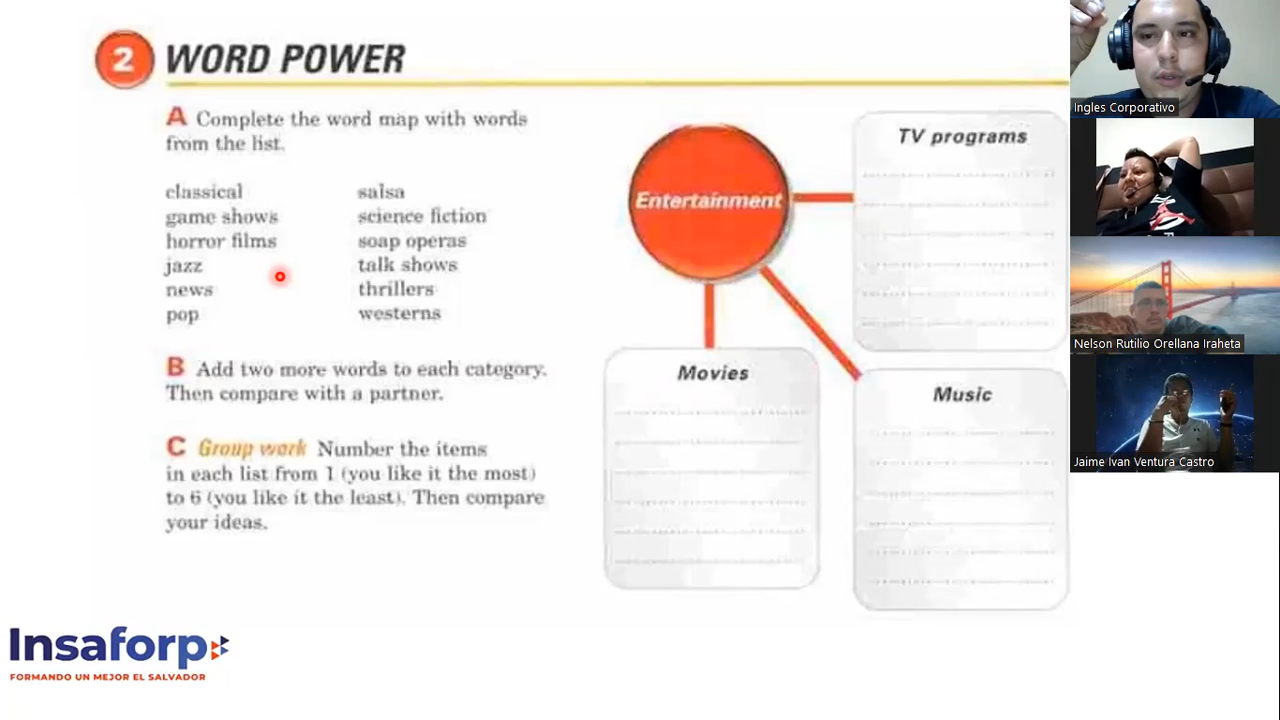 2 WORD POWER
A Complete the word map with words
from the list.
classical salsa
game shows science fiction
horror films soap operas
jazz talk shows
news thrillers
pop westerns
B Add two more words to each category.
Then compare with a partner.
C Group work Number the items
in each list from 1 (you like it the most)
to 6 (you like it the least). Then compare
your ideas.
Entertainment
TV programs
Movies
Music
Insaforp
FORMANDO UN MEJOR EL SALVADOR
Ingles Corporativo
Nelson Rutilio Orellana Iraheta
Jaime Ivan Ventura Castro